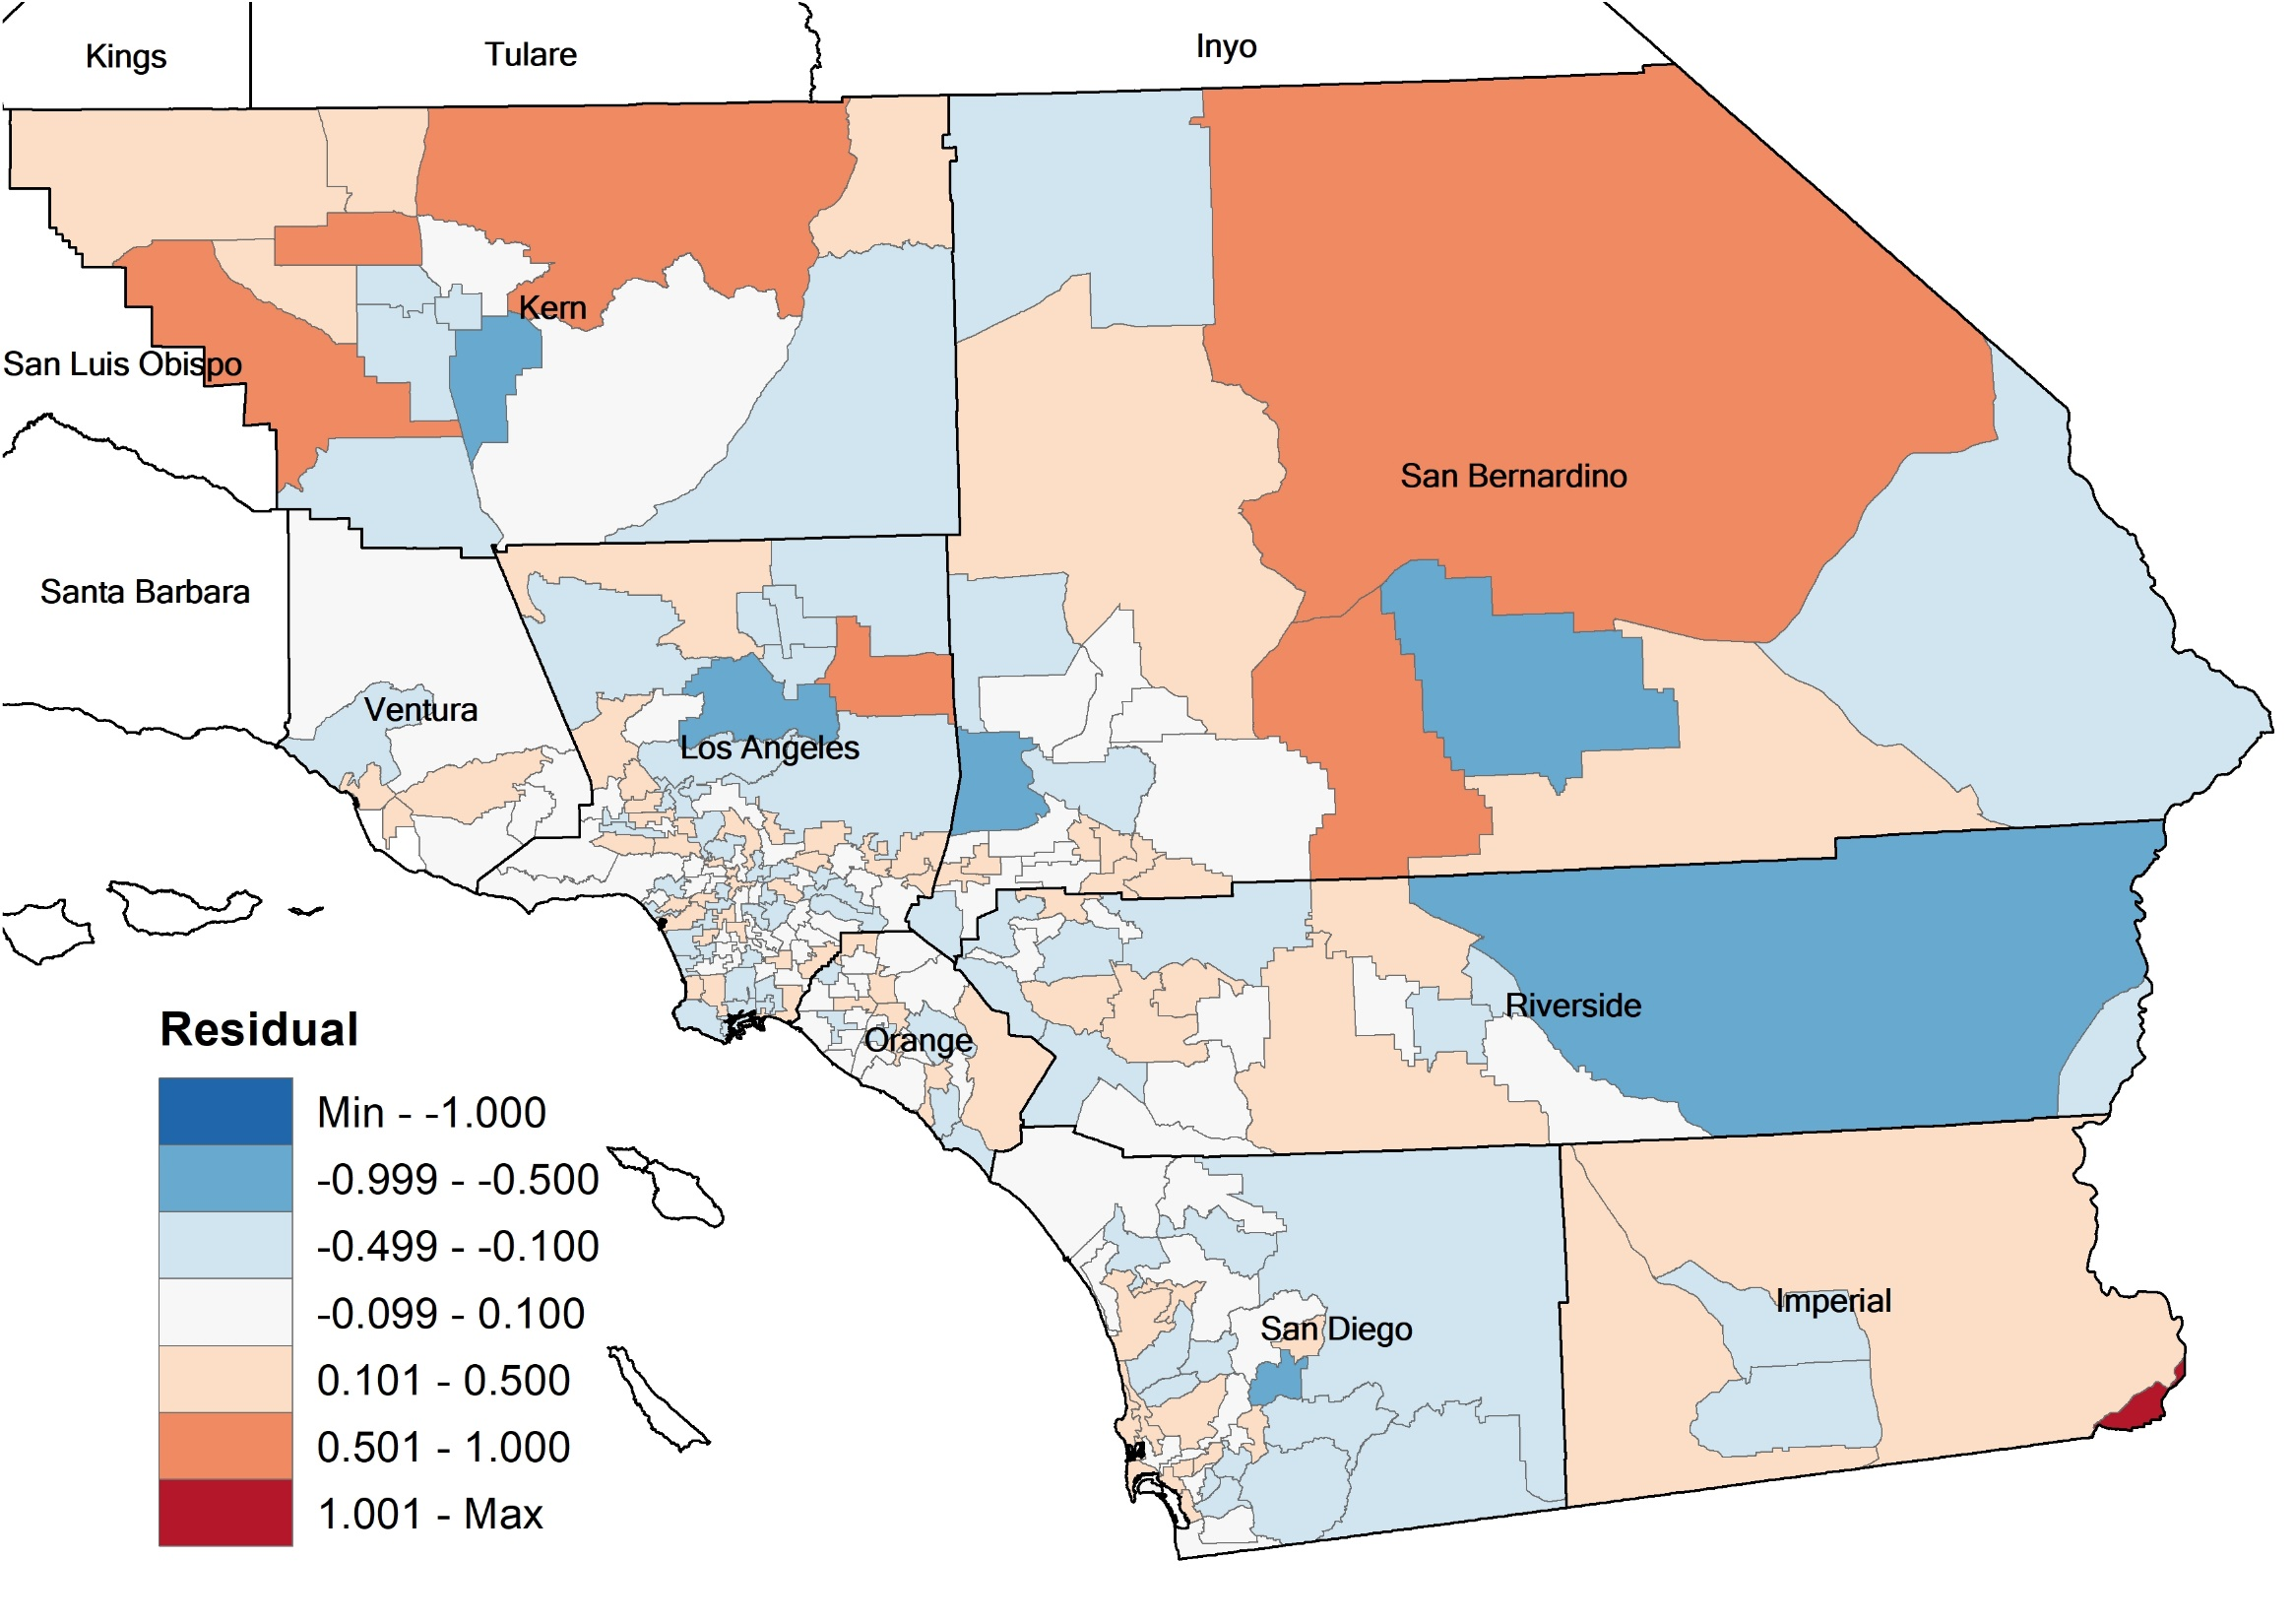 Kings
Tulare
Inyo
Kern
San Luis Obispo
San Bernardino
Santa Barbara
Ventura
Los Angeles
Riverside
Orange
Imperial
San Diego
Residual
Min - -1.000
-0.999 - -0.500
-0.499 - -0.100
-0.099 - 0.100
0.101 - 0.500
0.501 - 1.000
1.001 - Max